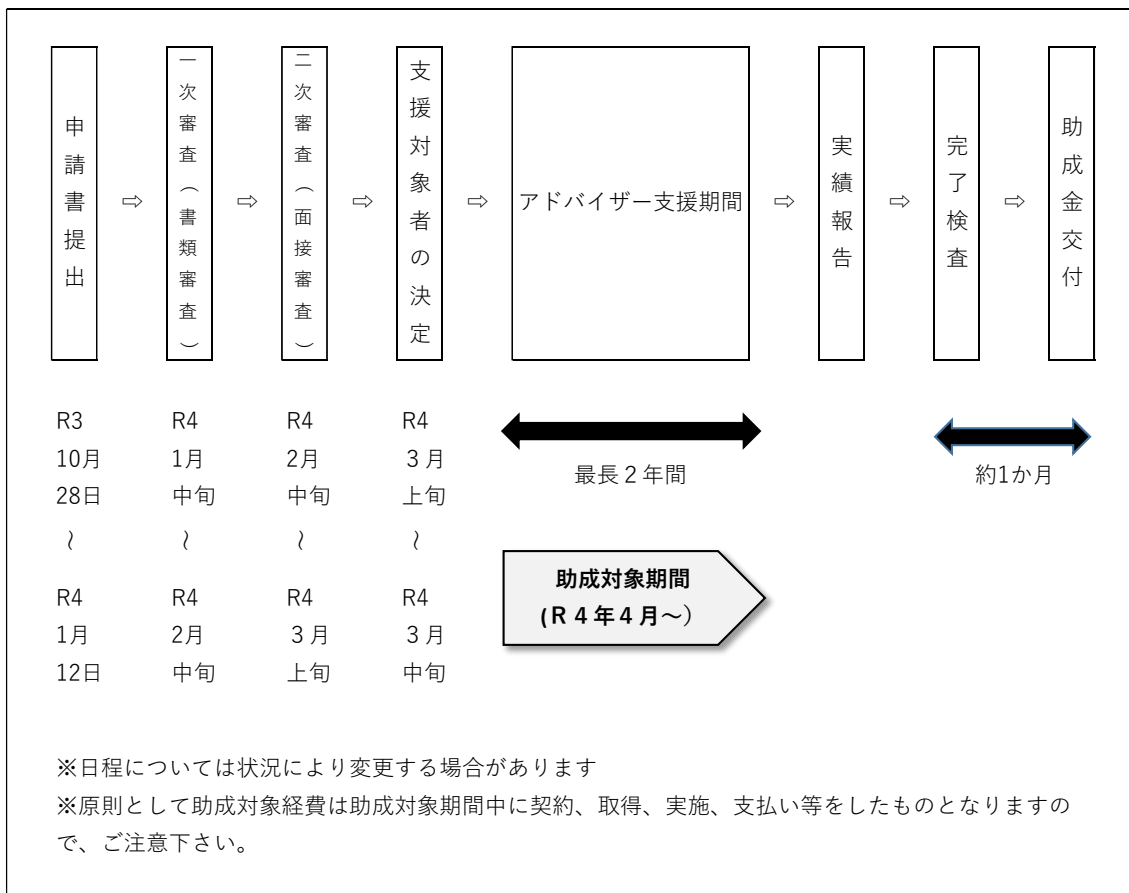 申請書提出
⇨
一次審査(書類審査)
⇨
二次審査(面接審査)
⇨
支援対象者の決定
⇨
アドバイザー支援期間
⇨
実績報告
⇨
完了検査
⇨
助成金交付
R3
10月
28日
~
R4
1月
12日
R4
1月
中旬
~
R4
2月
中旬
R4
2月
中旬
~
R4
3月
上旬
R4
3月
上旬
~
R4
3月
中旬
最長2年間
約1か月
助成対象期間
(R4年4月~)
※日程については状況により変更する場合があります
※原則として助成対象経費は助成対象期間中に契約、取得、実施、支払い等をしたものとなりますの
で、ご注意下さい。